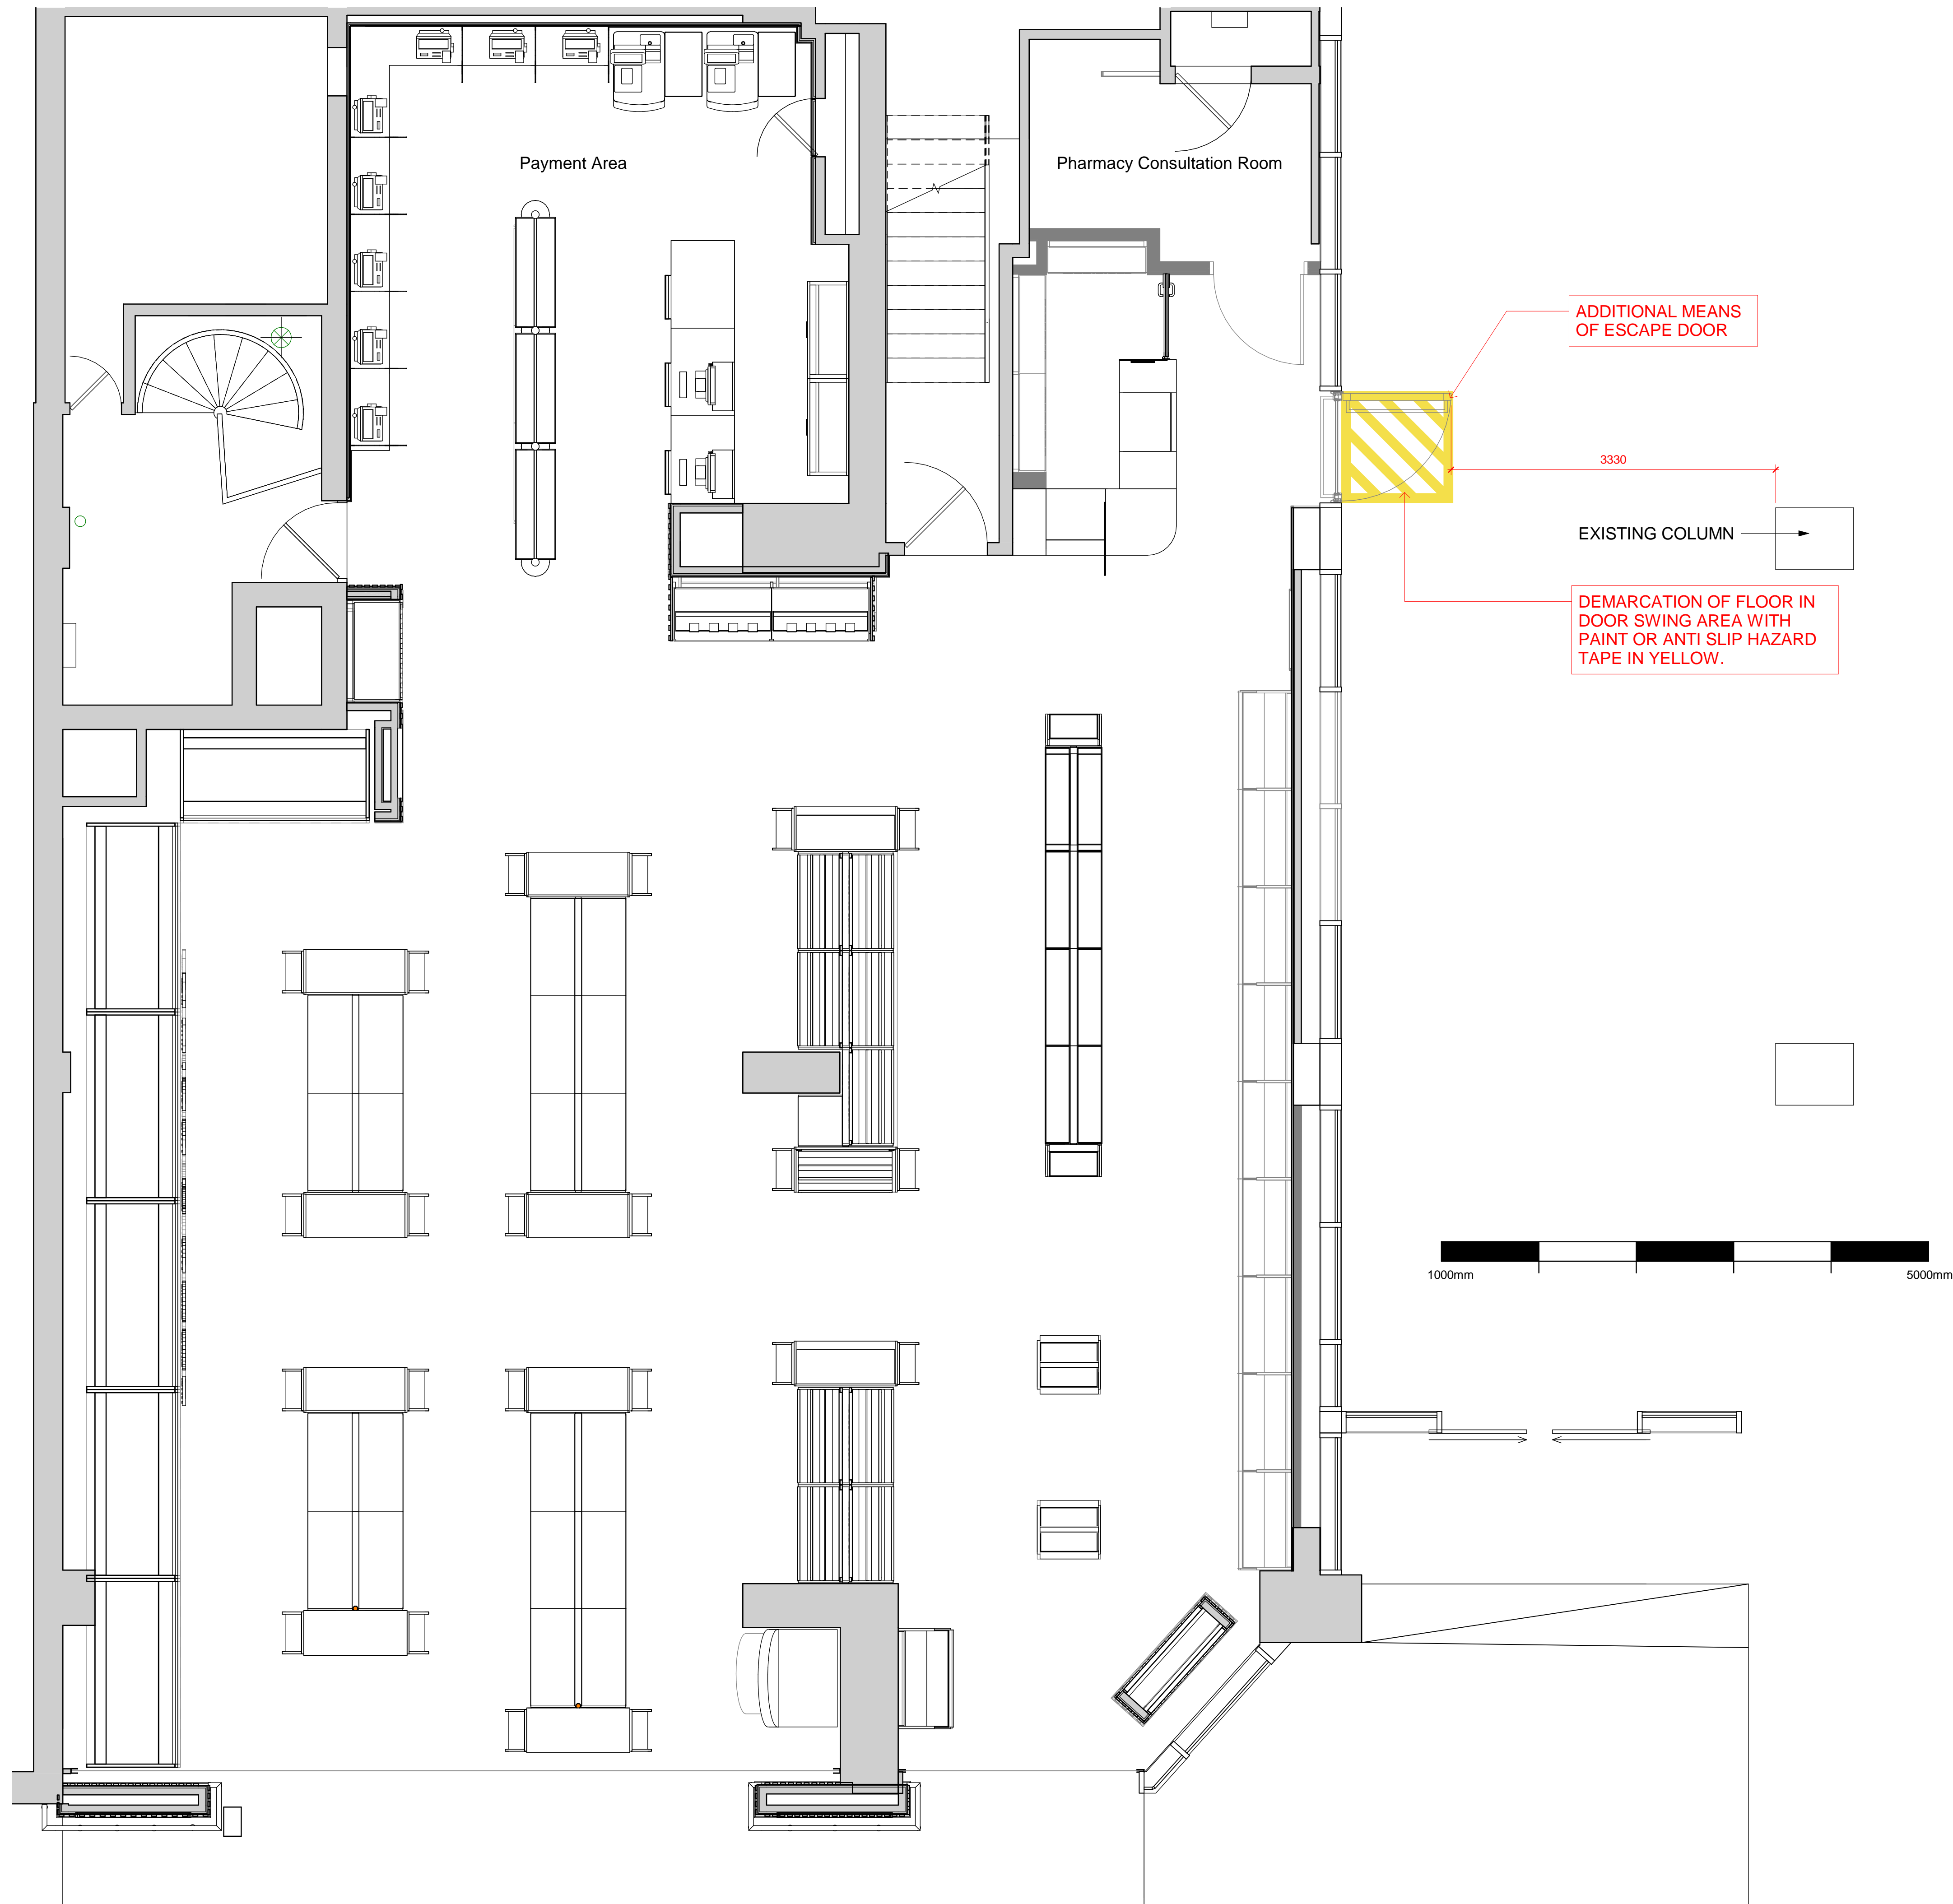 Payment Area
Pharmacy Consultation Room
ADDITIONAL MEANS
OF ESCAPE DOOR
3330
EXISTING COLUMN
DEMARCATION OF FLOOR IN
DOOR SWING AREA WITH
PAINT OR ANTI SLIP HAZARD
TAPE IN YELLOW.
1000mm
5000mm